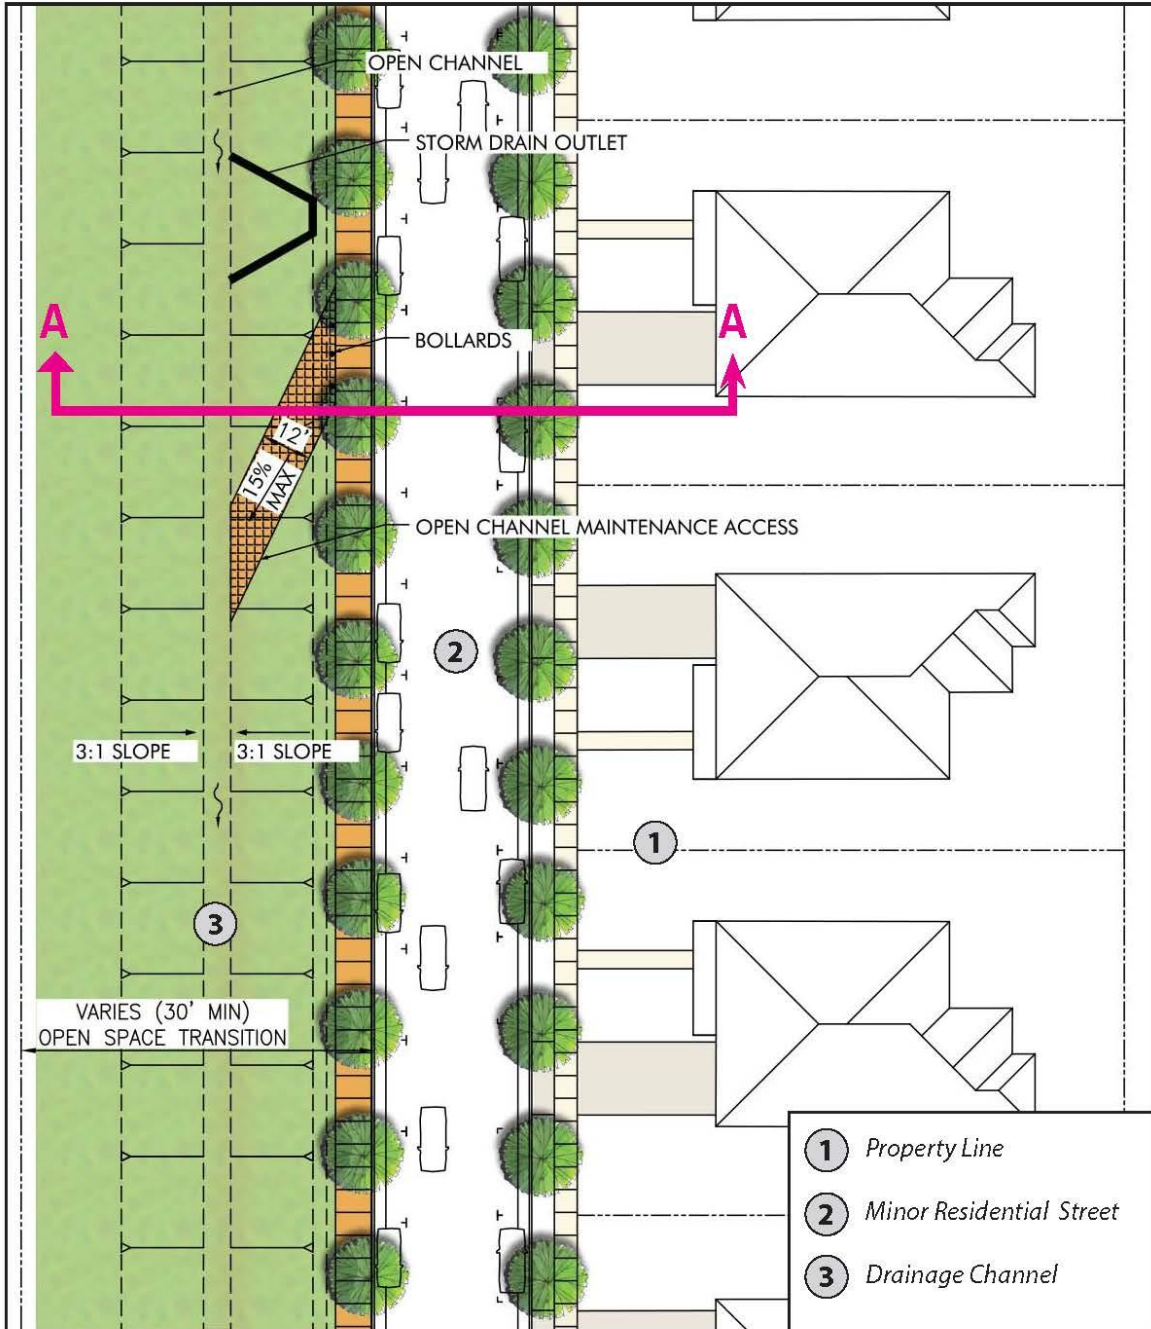 OPEN CHANNEL
STORM DRAIN OUTLET
A
A
BOLLARDS
12'
15%
MAX
OPEN CHANNEL MAINTENANCE ACCESS
2
3:1 SLOPE
3:1 SLOPE
1
3
VARIES (30' MIN)
OPEN SPACE TRANSITION
1 Property Line
2 Minor Residential Street
3 Drainage Channel